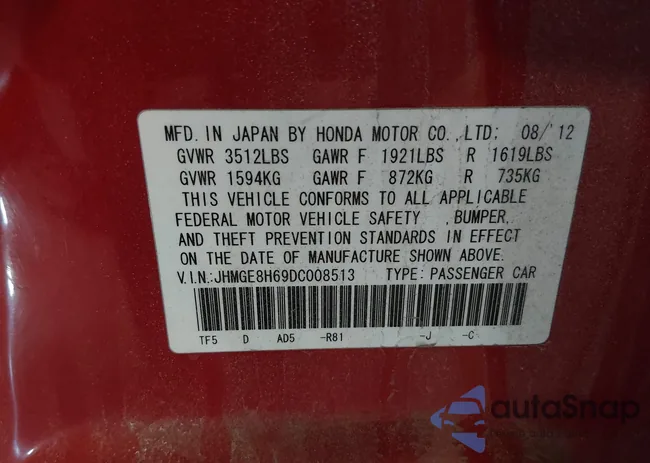 MFD. IN JAPAN BY HONDA MOTOR CO.,LTD; 08/'12
GVWR 3512LBS GAWR F 1921LBS R 1619LBS
GVWR 1594KG GAWR F 872KG R 735KG
THIS VEHICLE CONFORMS TO ALL APPLICABLE
FEDERAL MOTOR VEHICLE SAFETY , BUMPER,
AND THEFT PREVENTION STANDARDS IN EFFECT
ON THE DATE OF MANUFACTURE SHOWN ABOVE.
V.I.N.:JHMGE8H69DC008513 TYPE: PASSENGER CAR
TF5 D AD5 -R81 -J -C
autoSnap